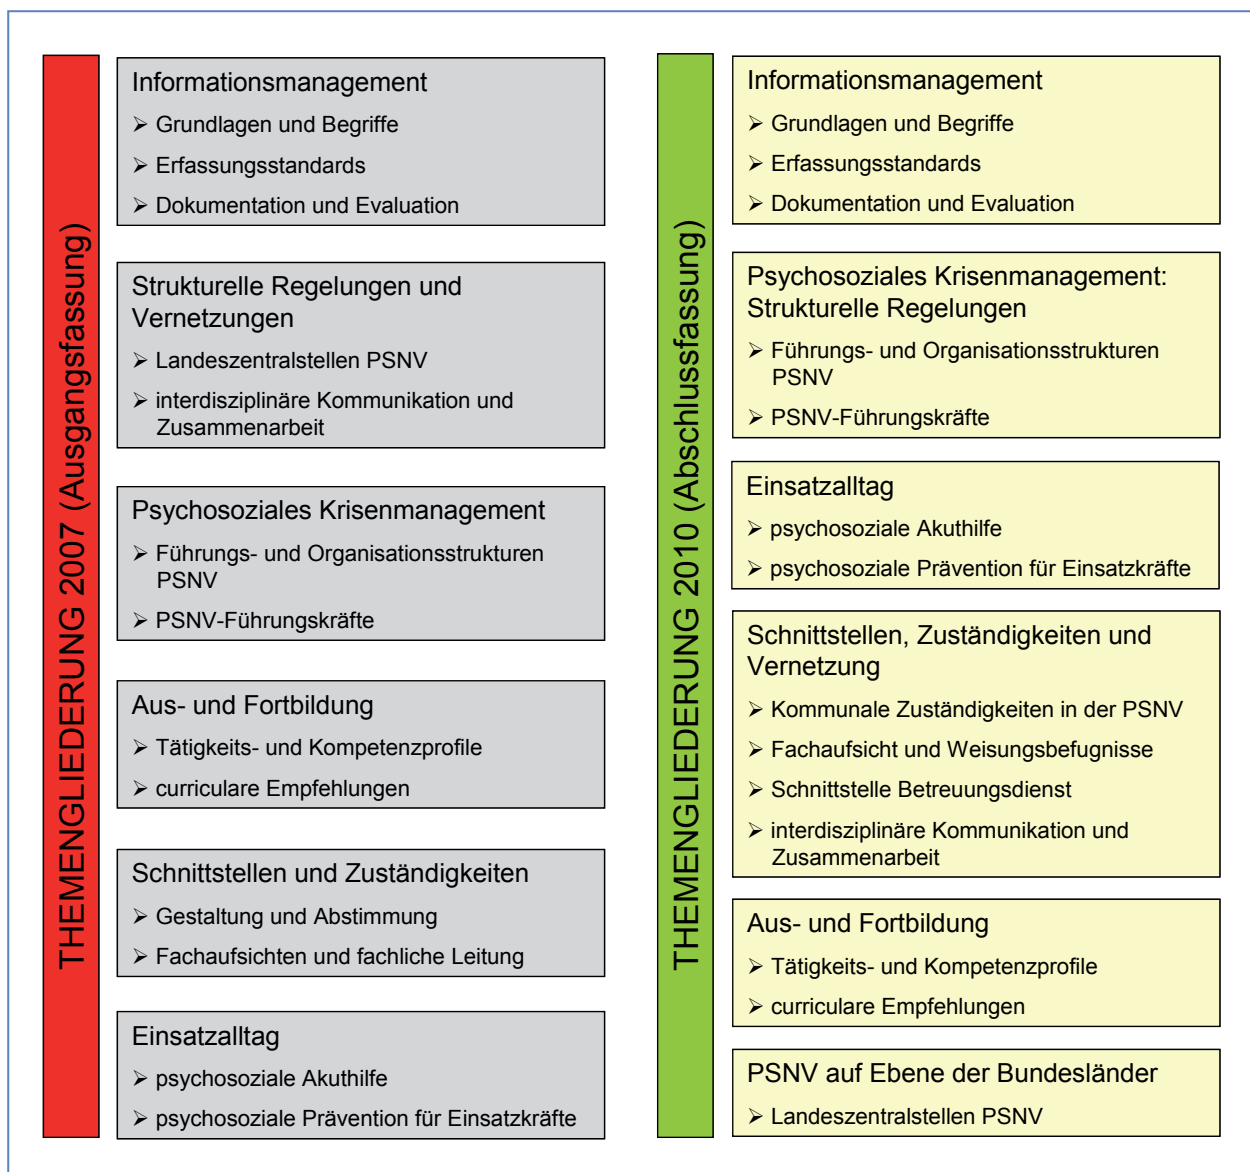 THEMENGLIEDERUNG 2007 (Ausgangsfassung)
Informationsmanagement
➢ Grundlagen und Begriffe
➢ Erfassungsstandards
➢ Dokumentation und Evaluation
Strukturelle Regelungen und
Vernetzungen
➢ Landeszentralstellen PSNV
➢ interdisziplinäre Kommunikation und
Zusammenarbeit
Psychosoziales Krisenmanagement
➢ Führungs- und Organisationsstrukturen
PSNV
➢ PSNV-Führungskräfte
Aus- und Fortbildung
➢ Tätigkeits- und Kompetenzprofile
➢ curriculare Empfehlungen
Schnittstellen und Zuständigkeiten
➢ Gestaltung und Abstimmung
➢ Fachaufsichten und fachliche Leitung
Einsatzalltag
➢ psychosoziale Akuthilfe
➢ psychosoziale Prävention für Einsatzkräfte
THEMENGLIEDERUNG 2010 (Abschlussfassung)
Informationsmanagement
➢ Grundlagen und Begriffe
➢ Erfassungsstandards
➢ Dokumentation und Evaluation
Psychosoziales Krisenmanagement:
Strukturelle Regelungen
➢ Führungs- und Organisationsstrukturen
PSNV
➢ PSNV-Führungskräfte
Einsatzalltag
➢ psychosoziale Akuthilfe
➢ psychosoziale Prävention für Einsatzkräfte
Schnittstellen, Zuständigkeiten und
Vernetzung
➢ Kommunale Zuständigkeiten in der PSNV
➢ Fachaufsicht und Weisungsbefugnisse
➢ Schnittstelle Betreuungsdienst
➢ interdisziplinäre Kommunikation und
Zusammenarbeit
Aus- und Fortbildung
➢ Tätigkeits- und Kompetenzprofile
➢ curriculare Empfehlungen
PSNV auf Ebene der Bundesländer
➢ Landeszentralstellen PSNV